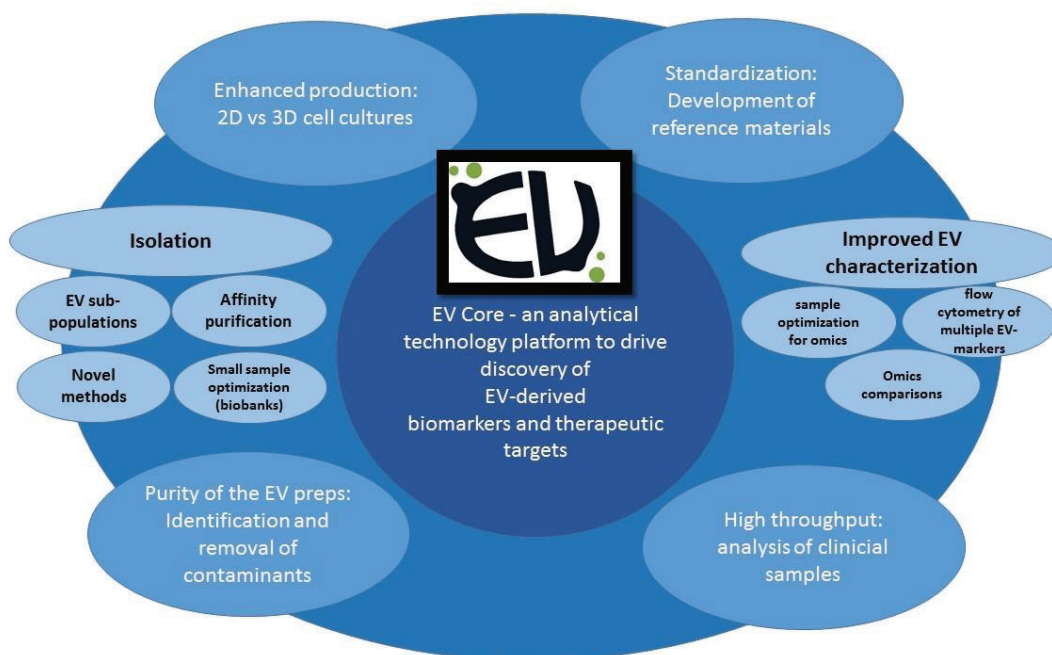 Enhanced production:
2D vs 3D cell cultures
Standardization:
Development of
reference materials
EV
Isolation
EV sub-
populations
Affinity
purification
Novel
methods
Small sample
optimization
(biobanks)
EV Core - an analytical
technology platform to drive
discovery of
EV-derived
biomarkers and therapeutic
targets
Improved EV
characterization
sample
optimization
for omics
flow
cytometry of
multiple EV-
markers
Omics
comparisons
Purity of the EV preps:
Identification and
removal of
contaminants
High throughput:
analysis of clinicial
samples